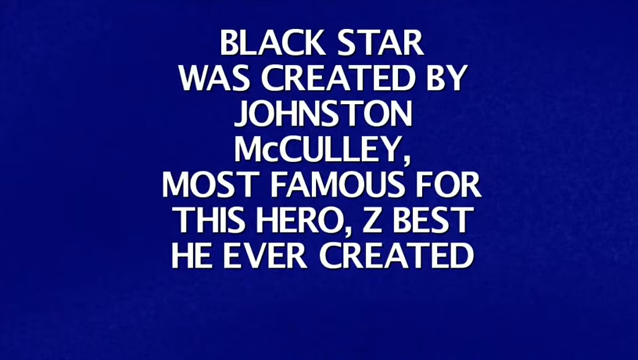 BLACK STAR
WAS CREATED BY
JOHNSTON
McCULLEY,
MOST FAMOUS FOR
THIS HERO, Z BEST
HE EVER CREATED